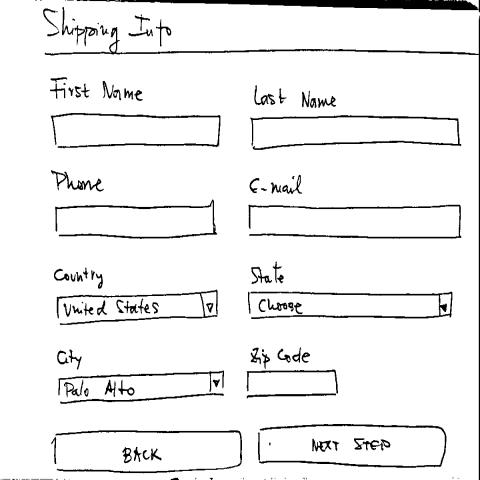 Shipping Info
First Name
Last Name
Phone
E-mail
Country
State
United States
Choose
City
Zip Code
Palo Alto
BACK
NEXT STEP